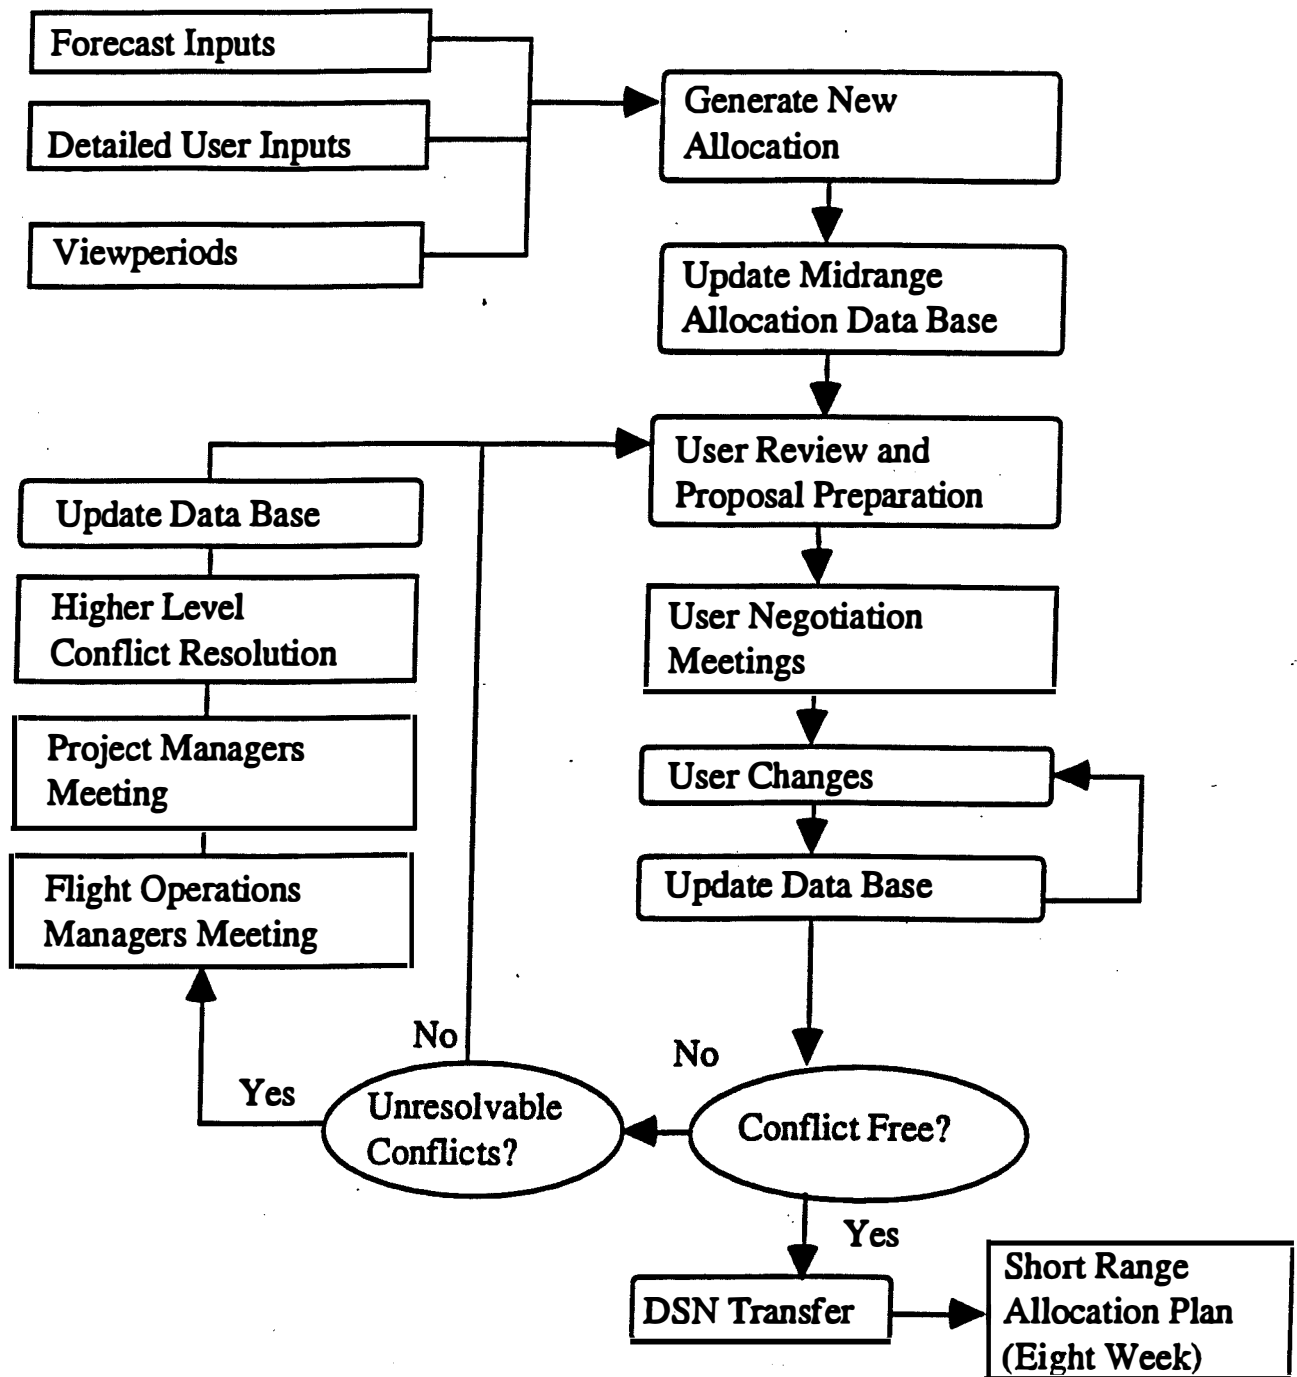 Forecast Inputs
Detailed User Inputs
Viewperiods
Generate New
Allocation
Update Midrange
Allocation Data Base
User Review and
Proposal Preparation
User Negotiation
Meetings
User Changes
Update Data Base
Conflict Free?
No
Unresolvable
Conflicts?
No
Yes
Flight Operations
Managers Meeting
Project Managers
Meeting
Higher Level
Conflict Resolution
Update Data Base
Yes
DSN Transfer
Short Range
Allocation Plan
(Eight Week)